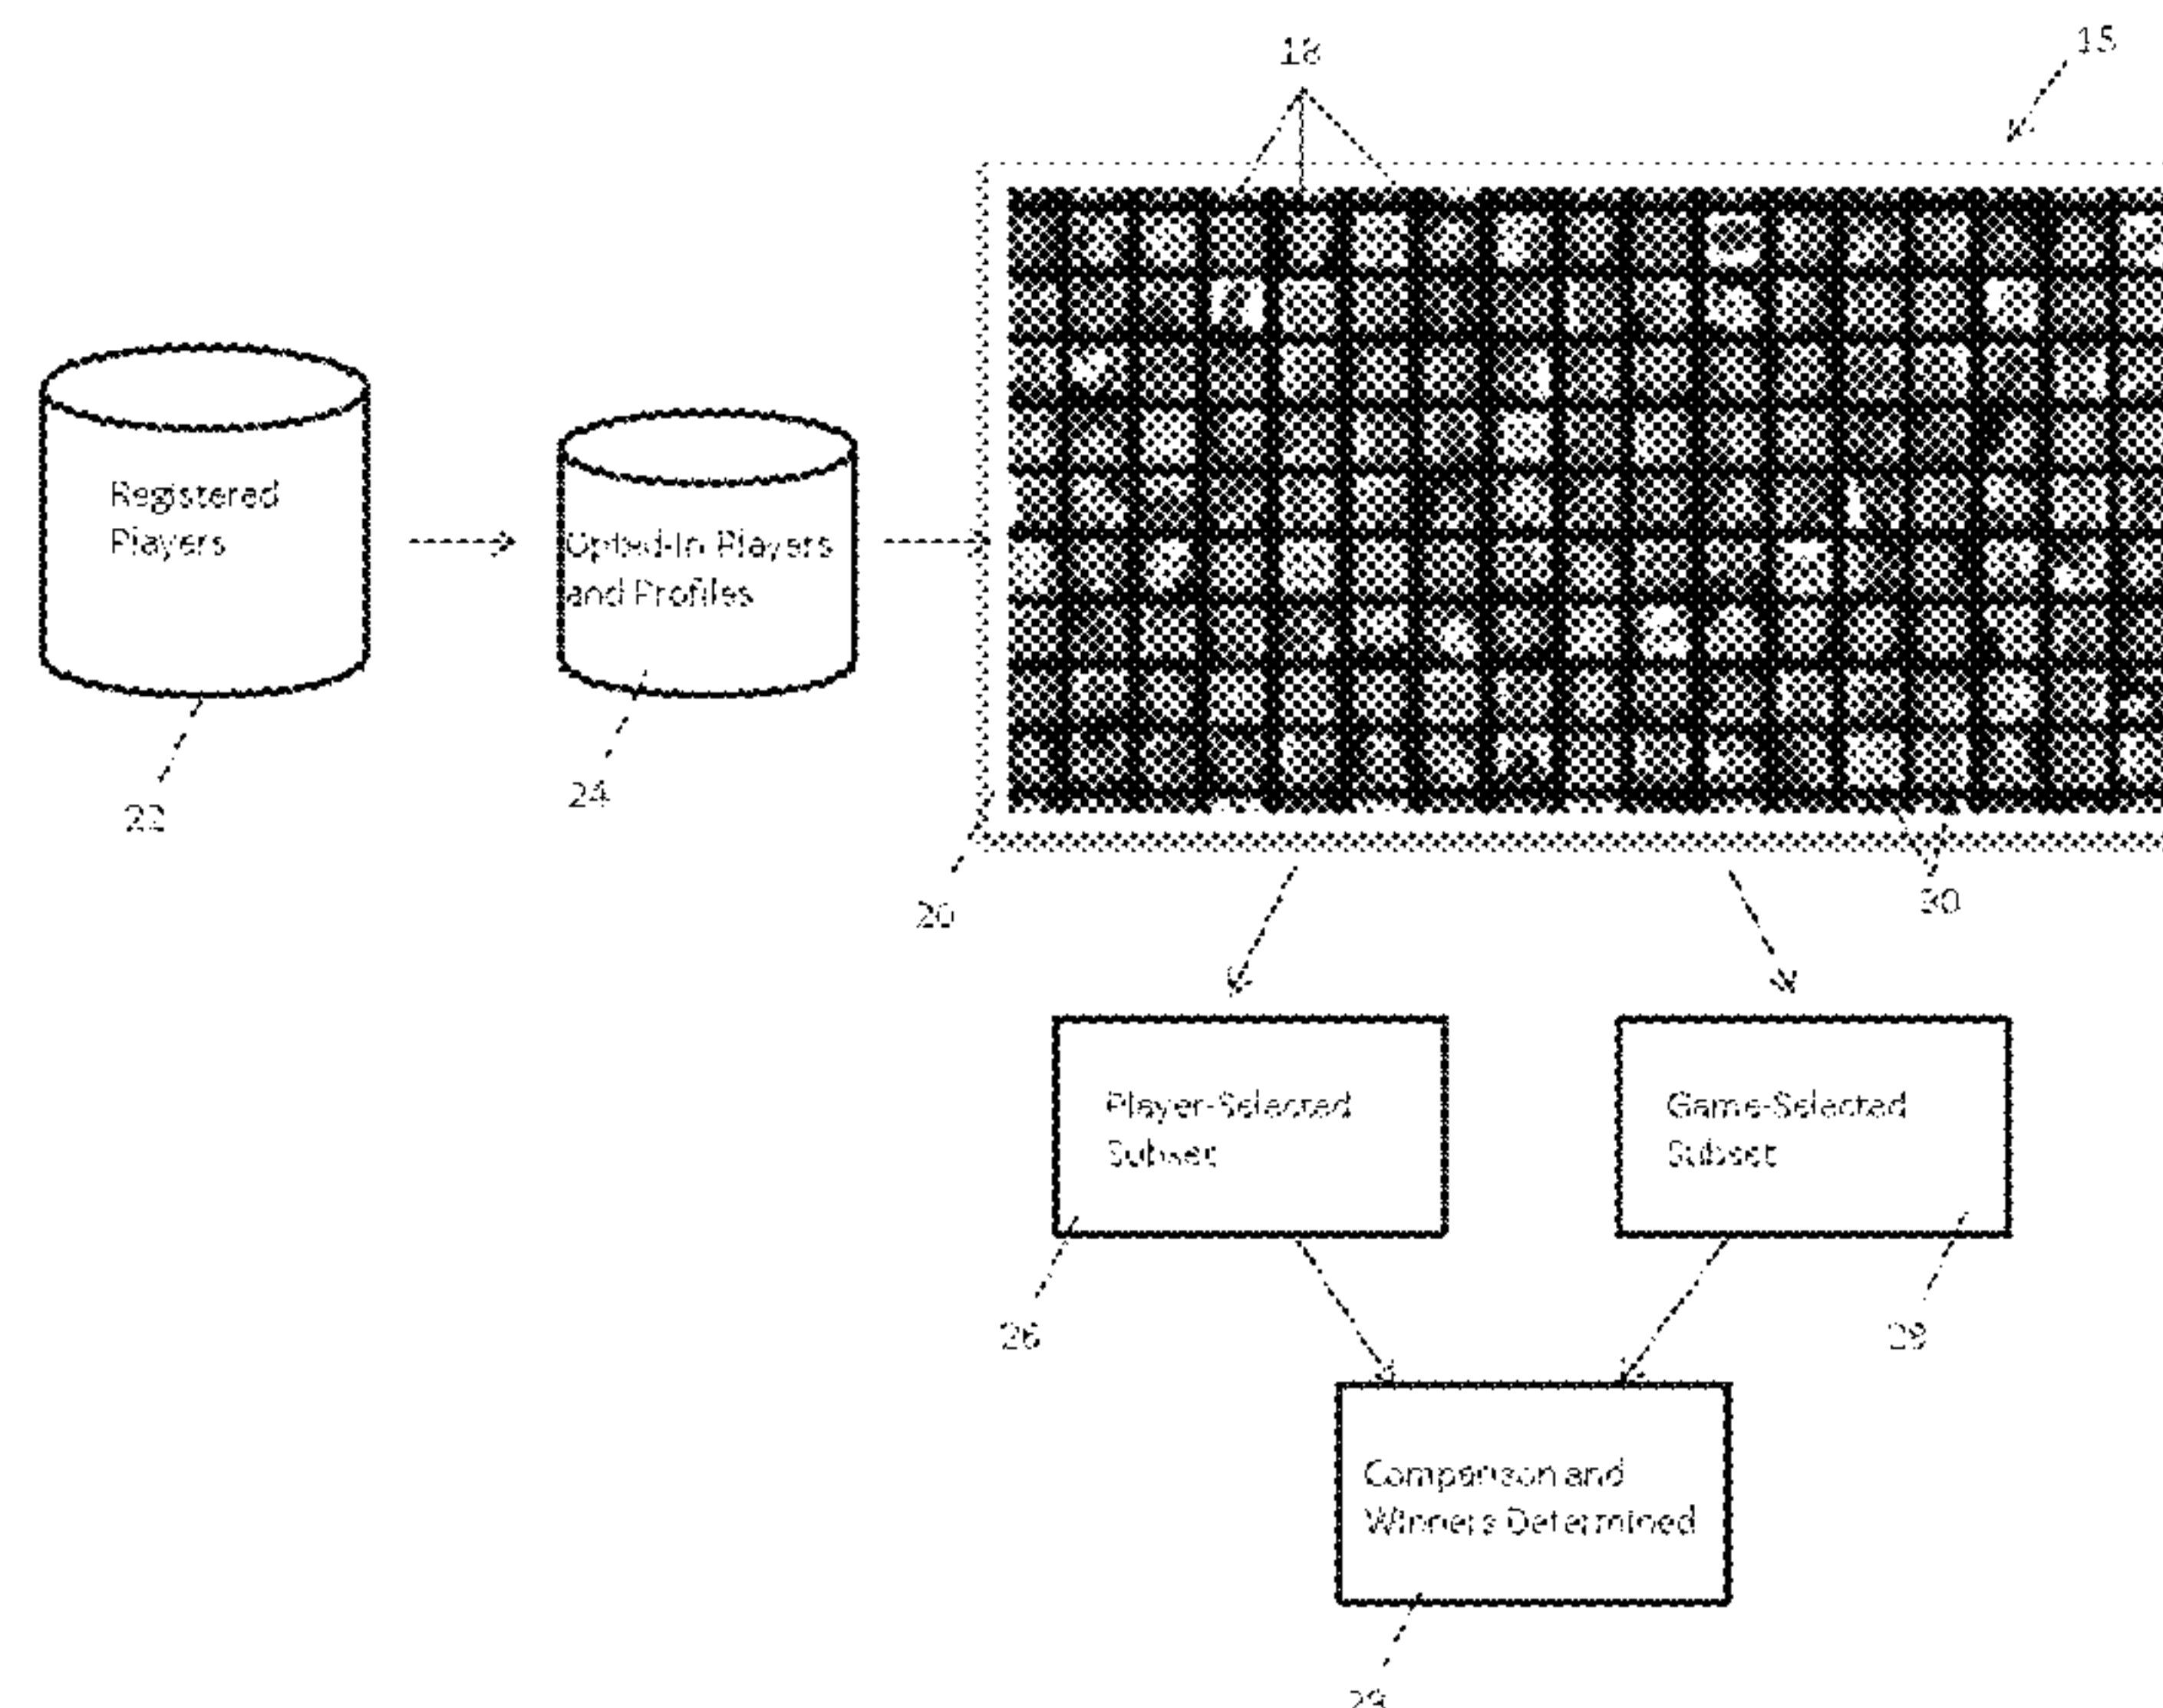 18
15
Registered
Players
Opted-In Players
and Profiles
22
24
20
30
Player-Selected
Subset
Game-Selected
Subset
26
Comparison and
Winners Determined